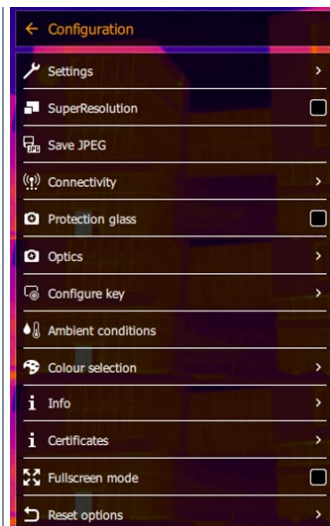 Configuration
Settings
SuperResolution
JPG
Save JPEG
Connectivity
Protection glass
Optics
Configure key
Ambient conditions
Colour selection
Info
Certificates
Fullscreen mode
Reset options